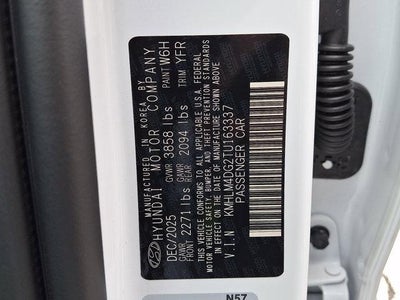 MANUFACTURED IN KOREA BY
HYUNDAI MOTOR COMPANY
DEC/2025 GVWR 3858 lbs PAINT W6H
GAWR FRONT 2271 lbs GAWR REAR 2094 lbs TRIM YFR
THIS VEHICLE CONFORMS TO ALL APPLICABLE U.S.A. FEDERAL
MOTOR VEHICLE SAFETY, BUMPER, AND THEFT PREVENTION STANDARDS
IN EFFECT ON THE DATE OF MANUFACTURE SHOWN ABOVE.
V.I.N KMHLM4DG2TU163337
PASSENGER CAR
N57